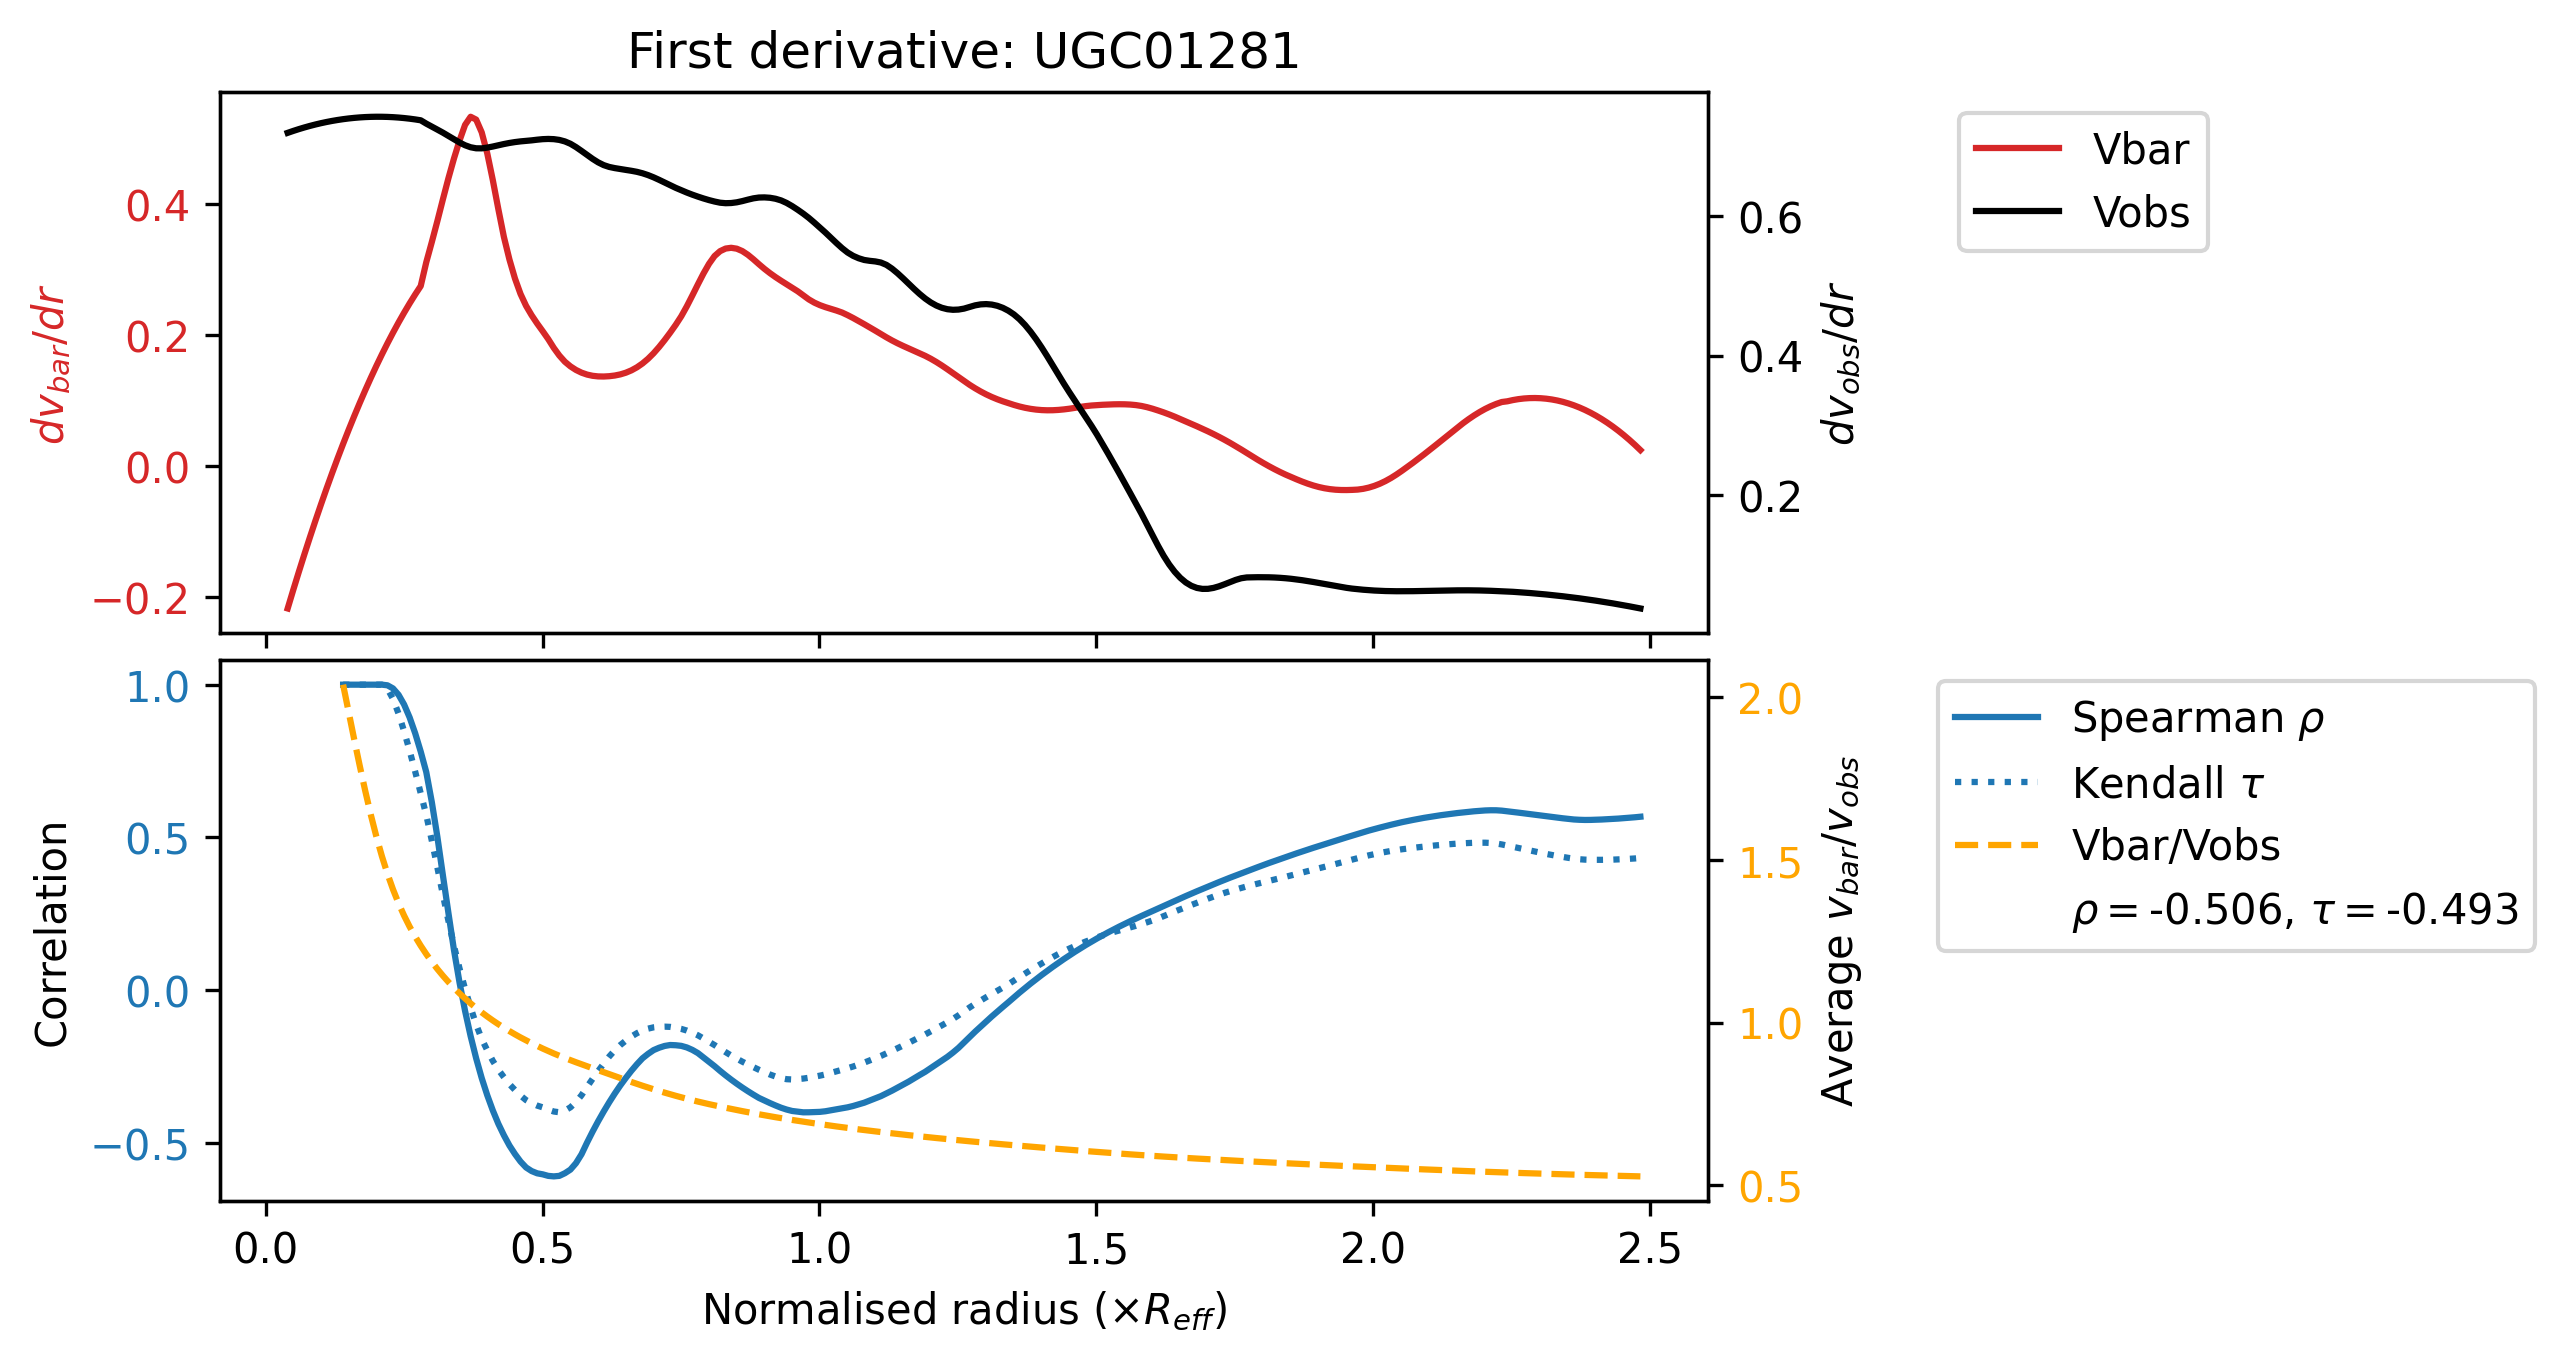 First derivative: UGC01281
0.4
0.2
0.0
−0.2
dv_bar/dr
0.6
0.4
0.2
dv_obs/dr
Vbar
Vobs
1.0
0.5
0.0
−0.5
Correlation
2.0
1.5
1.0
0.5
Average v_bar/v_obs
Spearman ρ
Kendall τ
Vbar/Vobs
ρ = -0.506, τ = -0.493
0.0 0.5 1.0 1.5 2.0 2.5
Normalised radius (×R_eff)